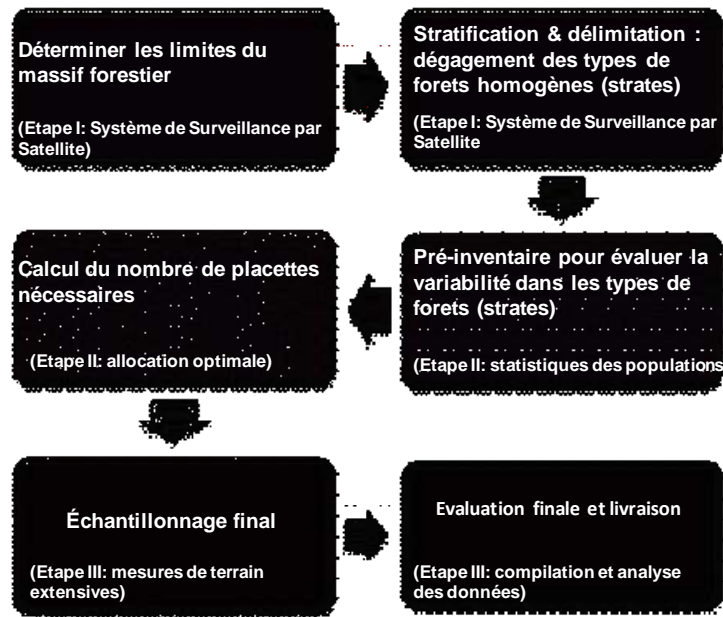 Déterminer les limites du
massif forestier
(Etape I: Système de Surveillance par
Satellite)
Stratification & délimitation :
dégagement des types de
forets homogènes (strates)
(Etape I: Système de Surveillance par
Satellite
Pré-inventaire pour évaluer la
variabilité dans les types de
forets (strates)
(Etape II: statistiques des populations
Calcul du nombre de placettes
nécessaires
(Etape II: allocation optimale)
Échantillonnage final
(Etape III: mesures de terrain
extensives)
Evaluation finale et livraison
(Etape III: compilation et analyse
des données)